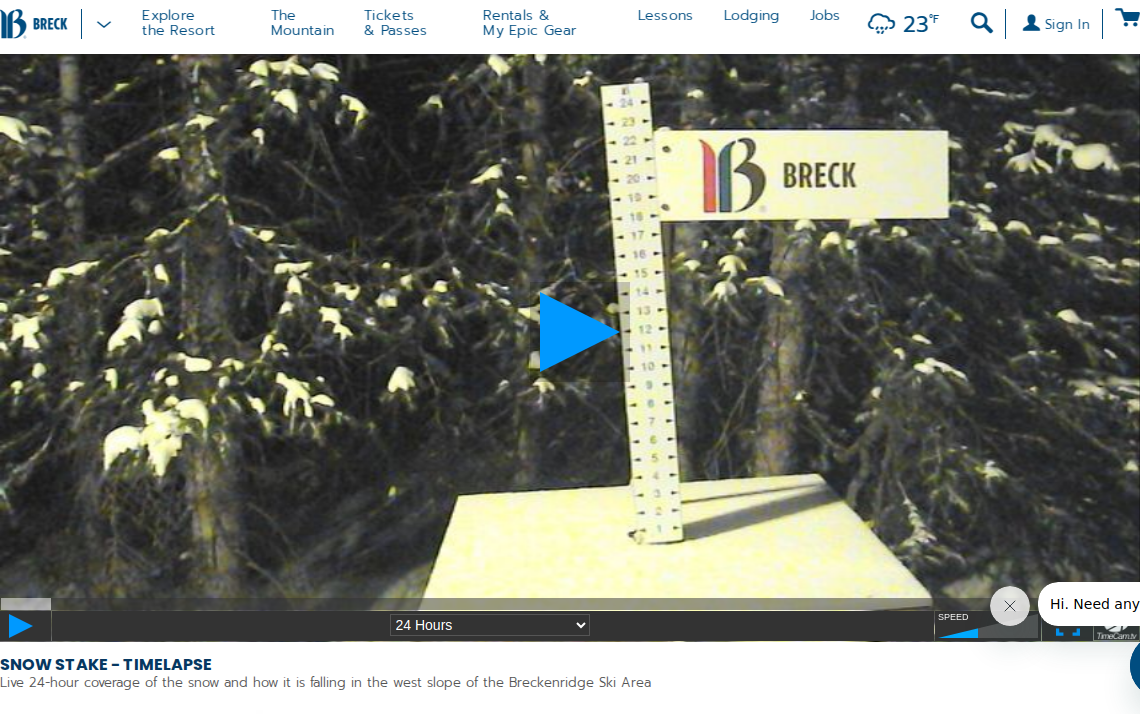 BRECK
Explore
the Resort
The
Mountain
Tickets
& Passes
Rentals &
My Epic Gear
Lessons
Lodging
Jobs
23°F
Sign In
24
23
22
21
20
19
18
17
16
15
14
13
12
11
10
9
8
7
6
5
4
3
2
1
B BRECK
24 Hours
SPEED
Hi. Need any
TimeCam.tv
SNOW STAKE - TIMELAPSE
Live 24-hour coverage of the snow and how it is falling in the west slope of the Breckenridge Ski Area